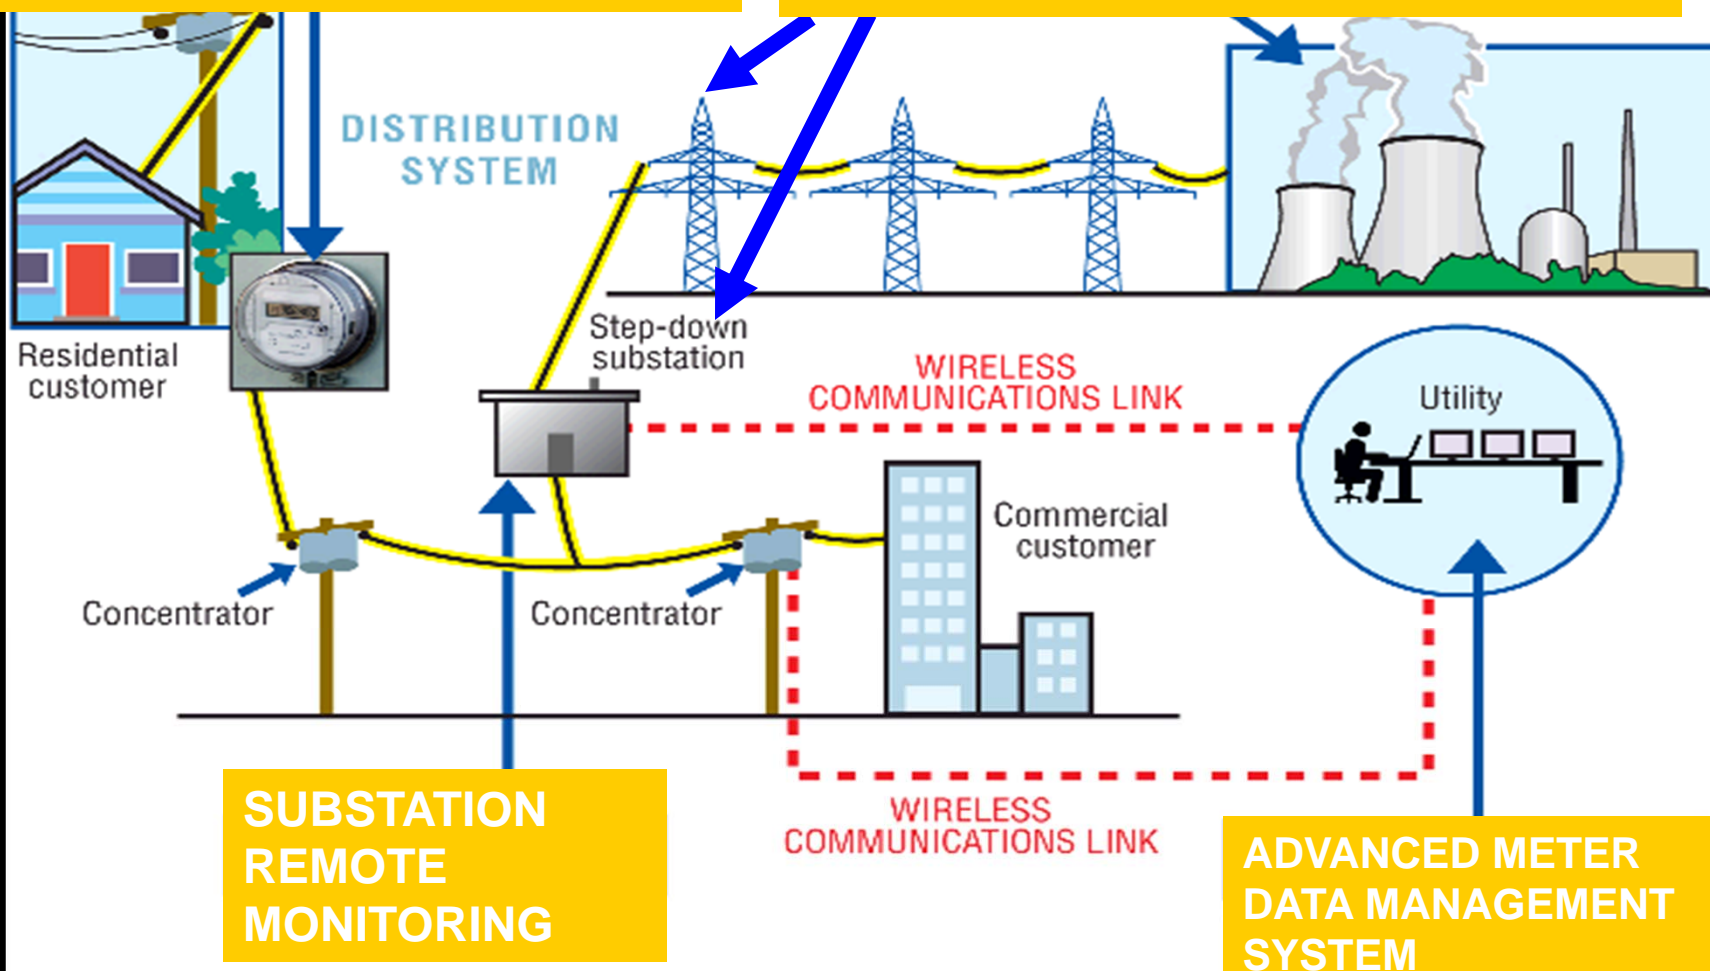 DISTRIBUTION
SYSTEM
Step-down
substation
Residential
customer
WIRELESS
COMMUNICATIONS LINK
Utility
Commercial
customer
Concentrator
Concentrator
SUBSTATION
REMOTE
MONITORING
WIRELESS
COMMUNICATIONS LINK
ADVANCED METER
DATA MANAGEMENT
SYSTEM